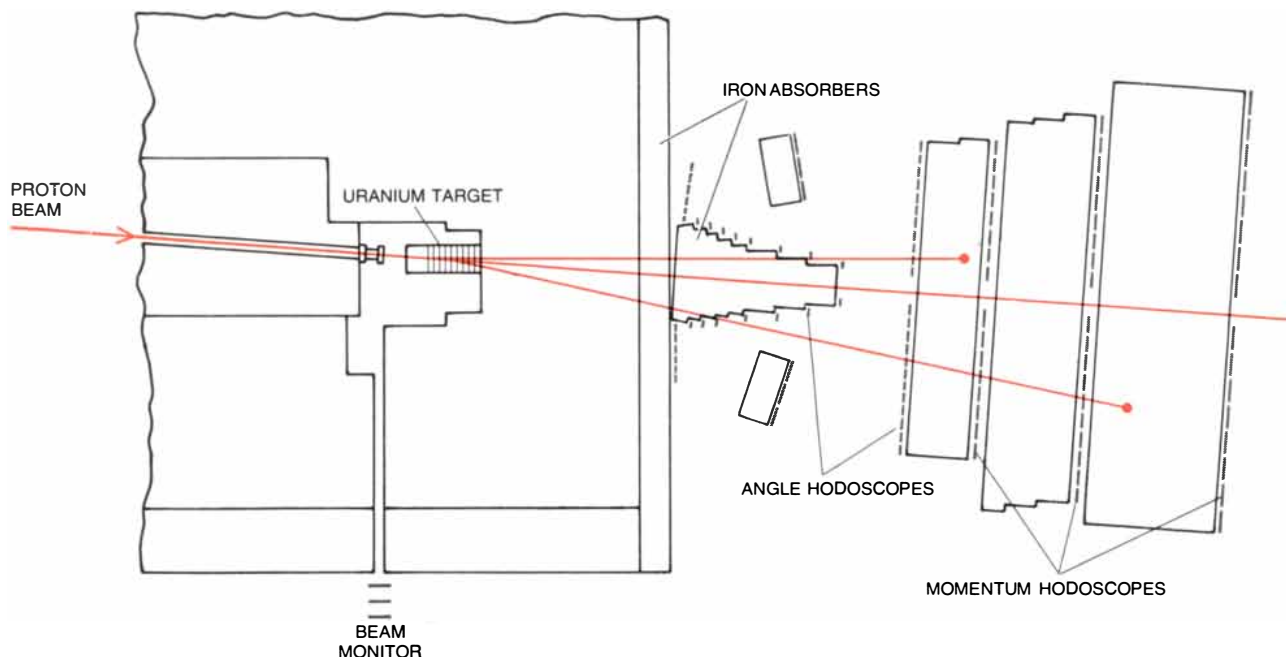 IRON ABSORBERS
PROTON
BEAM
URANIUM TARGET
ANGLE HODOSCOPES
MOMENTUM HODOSCOPES
BEAM
MONITOR